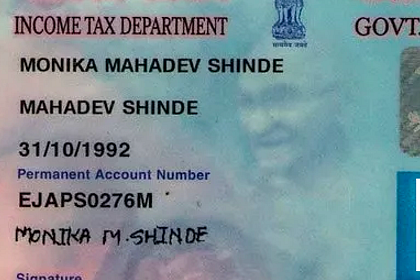 INCOME TAX DEPARTMENT
GOVT.
सत्यमेव जयते
MONIKA MAHADEV SHINDE
MAHADEV SHINDE
31/10/1992
Permanent Account Number
EJAPS0276M
MONIKA M.SHINDE
Signature